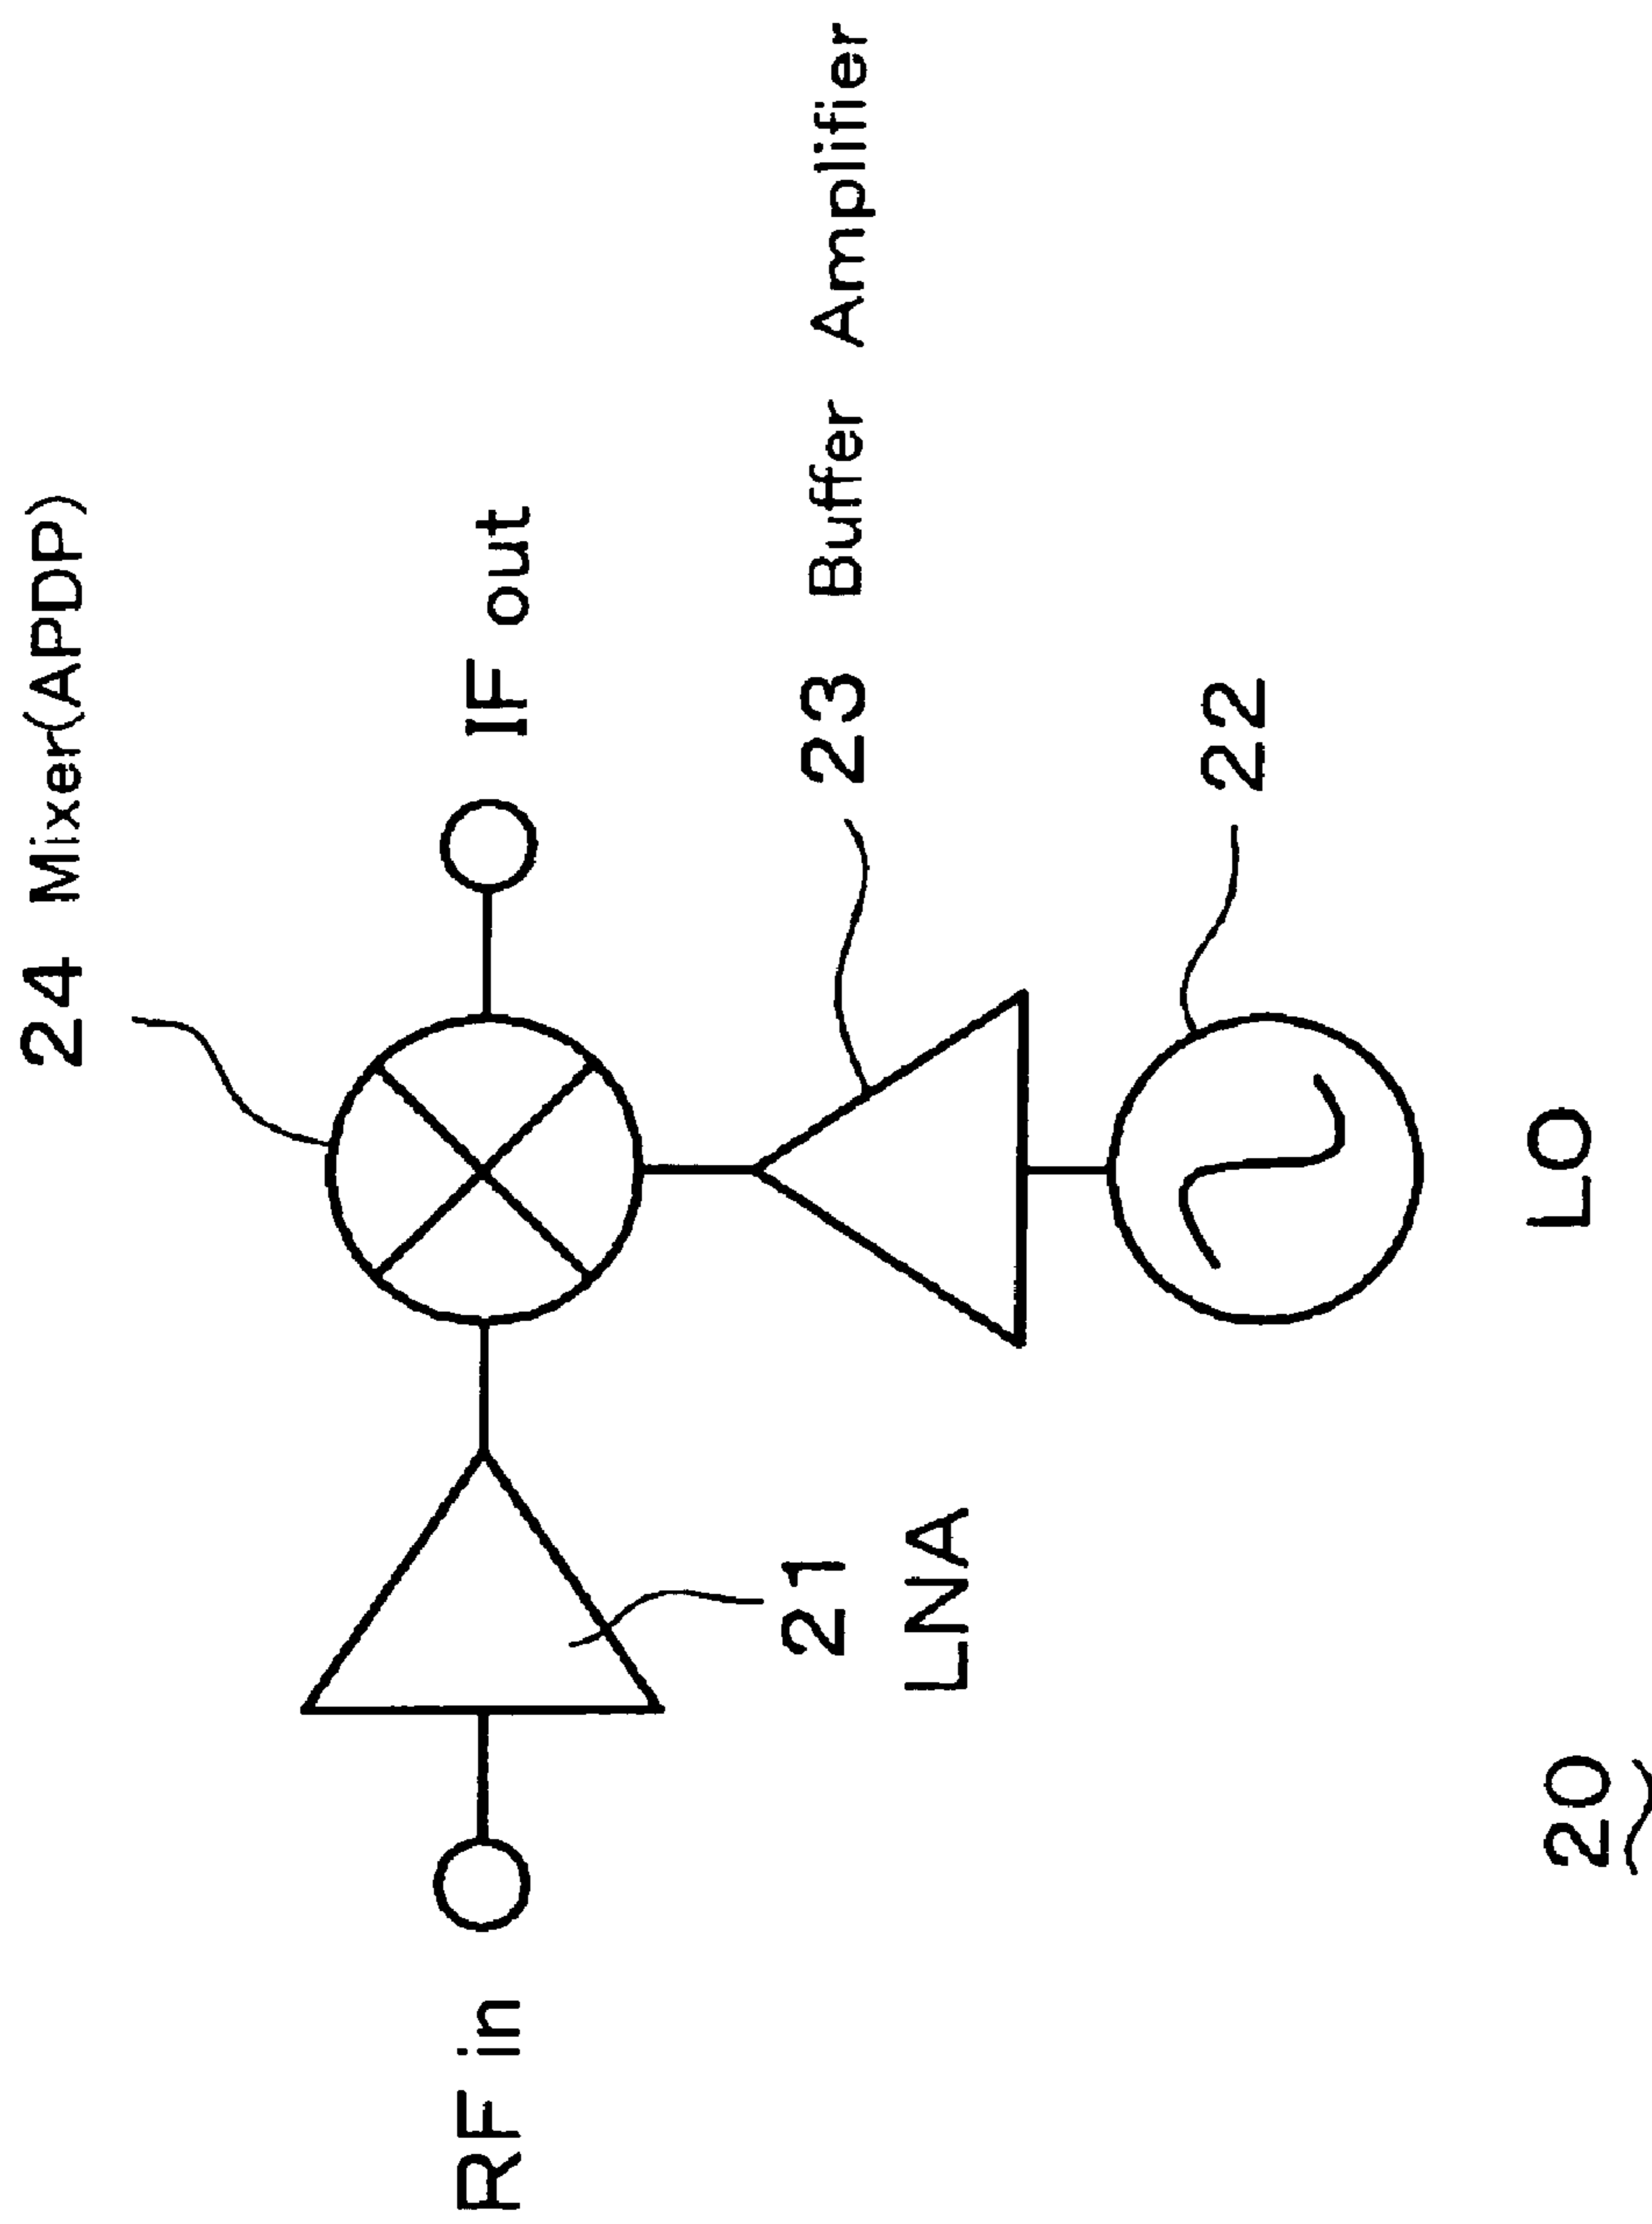 24 Mixer(APDP)
RF in
IF out
21
LNA
23 Buffer Amplifier
22
LO
20